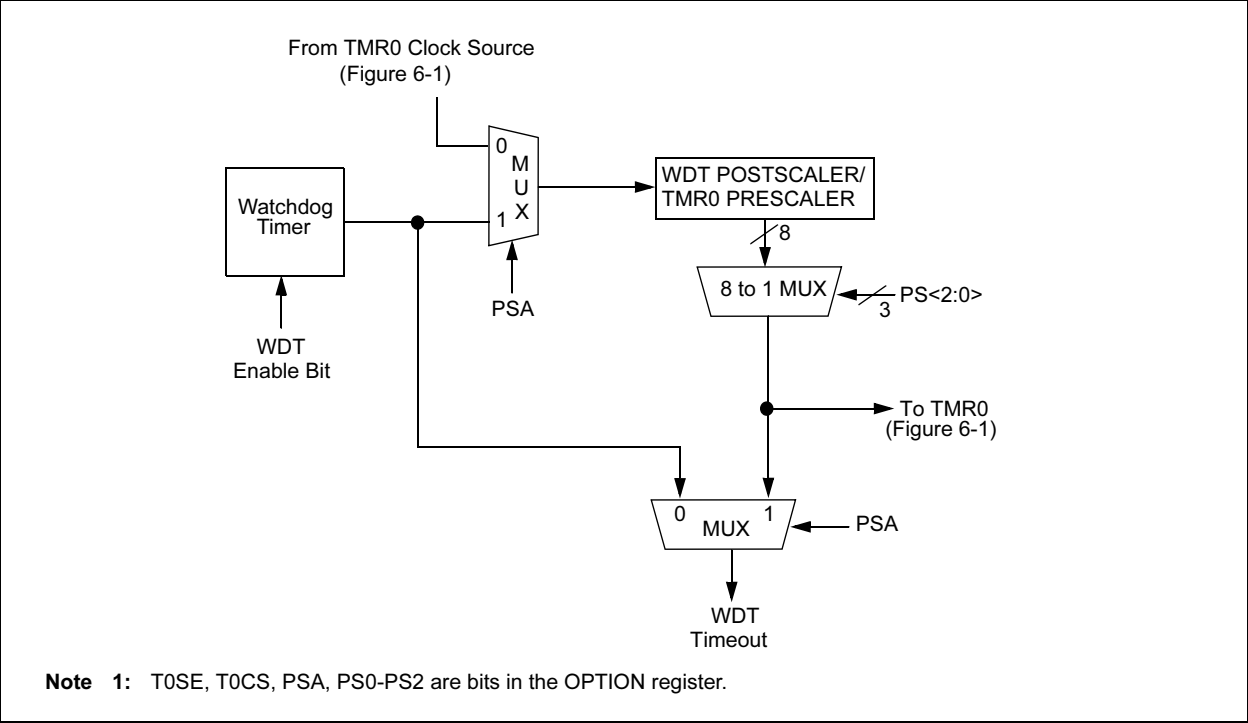 From TMR0 Clock Source
(Figure 6-1)
0
M
U
X
1
WDT POSTSCALER/
TMR0 PRESCALER
Watchdog
Timer
8
8 to 1 MUX
PS<2:0>
3
PSA
WDT
Enable Bit
To TMR0
(Figure 6-1)
0
1
MUX
PSA
WDT
Timeout
Note 1: T0SE, T0CS, PSA, PS0-PS2 are bits in the OPTION register.